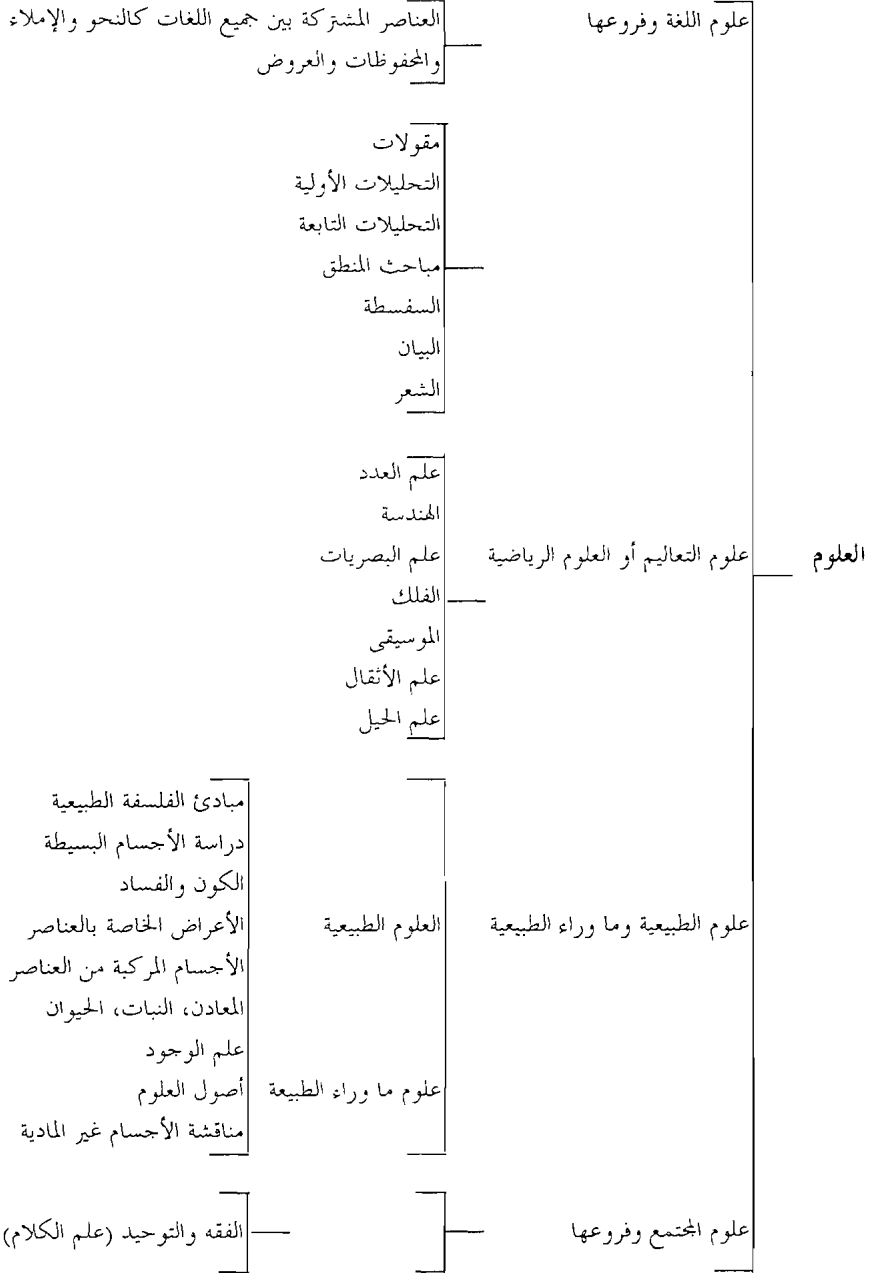 العلوم
علوم اللغة وفروعها
العناصر المشتركة بين جميع اللغات كالنحو والإملاء
والمحفوظات والعروض
مقولات
التحليلات الأولية
التحليلات التابعة
مباحث المنطق
السفسطة
البيان
الشعر
علوم التعاليم أو العلوم الرياضية
علم العدد
الهندسة
علم البصريات
الفلك
الموسيقى
علم الأثقال
علم الحيل
علوم الطبيعية وما وراء الطبيعية
العلوم الطبيعية
مبادئ الفلسفة الطبيعية
دراسة الأجسام البسيطة
الكون والفساد
الأعراض الخاصة بالعناصر
الأجسام المركبة من العناصر
المعادن، النبات، الحيوان
علوم ما وراء الطبيعة
علم الوجود
أصول العلوم
مناقشة الأجسام غير المادية
علوم المجتمع وفروعها
الفقه والتوحيد (علم الكلام)